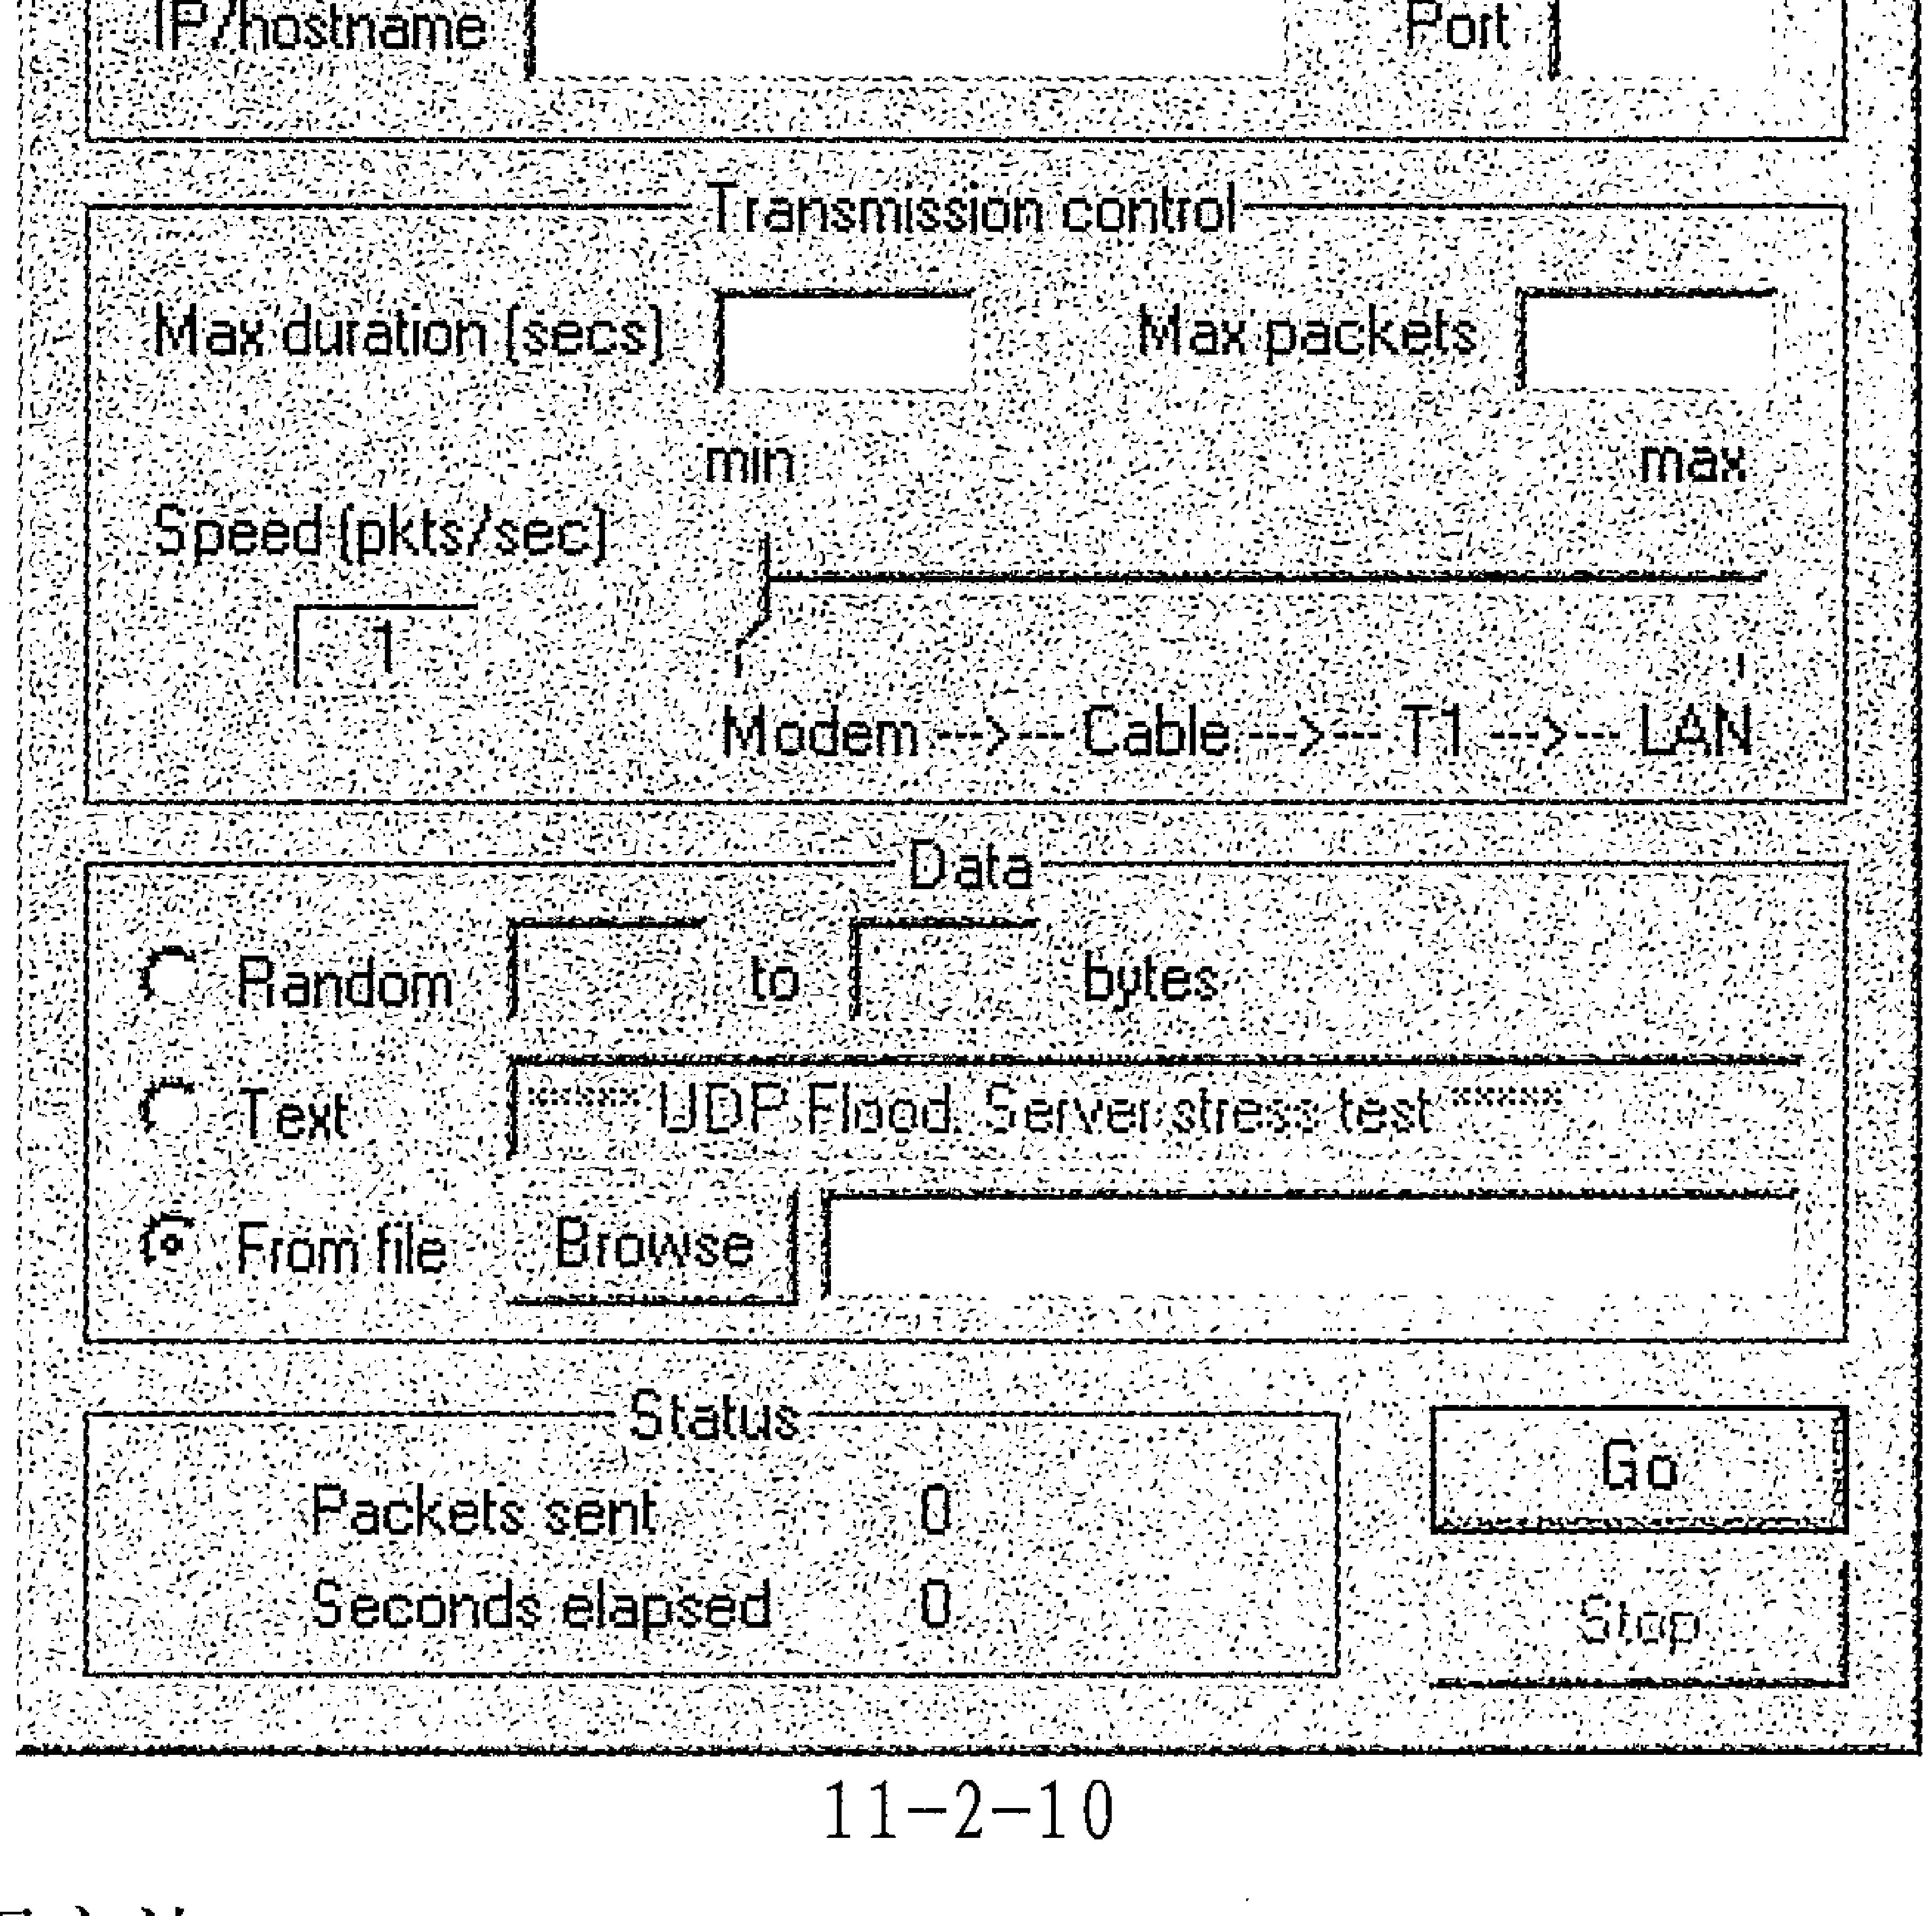 IP/hostname Port
Transmission control
Max duration (secs) Max packets
min max
Speed (pkts/sec)
1
Modem --->--- Cable --->--- T1 --->--- LAN
Data
Random to bytes
Text ***** UDP Flood. Server stress test *****
From file Browse
Status
Go
Packets sent 0
Seconds elapsed 0
Stop
11-2-10